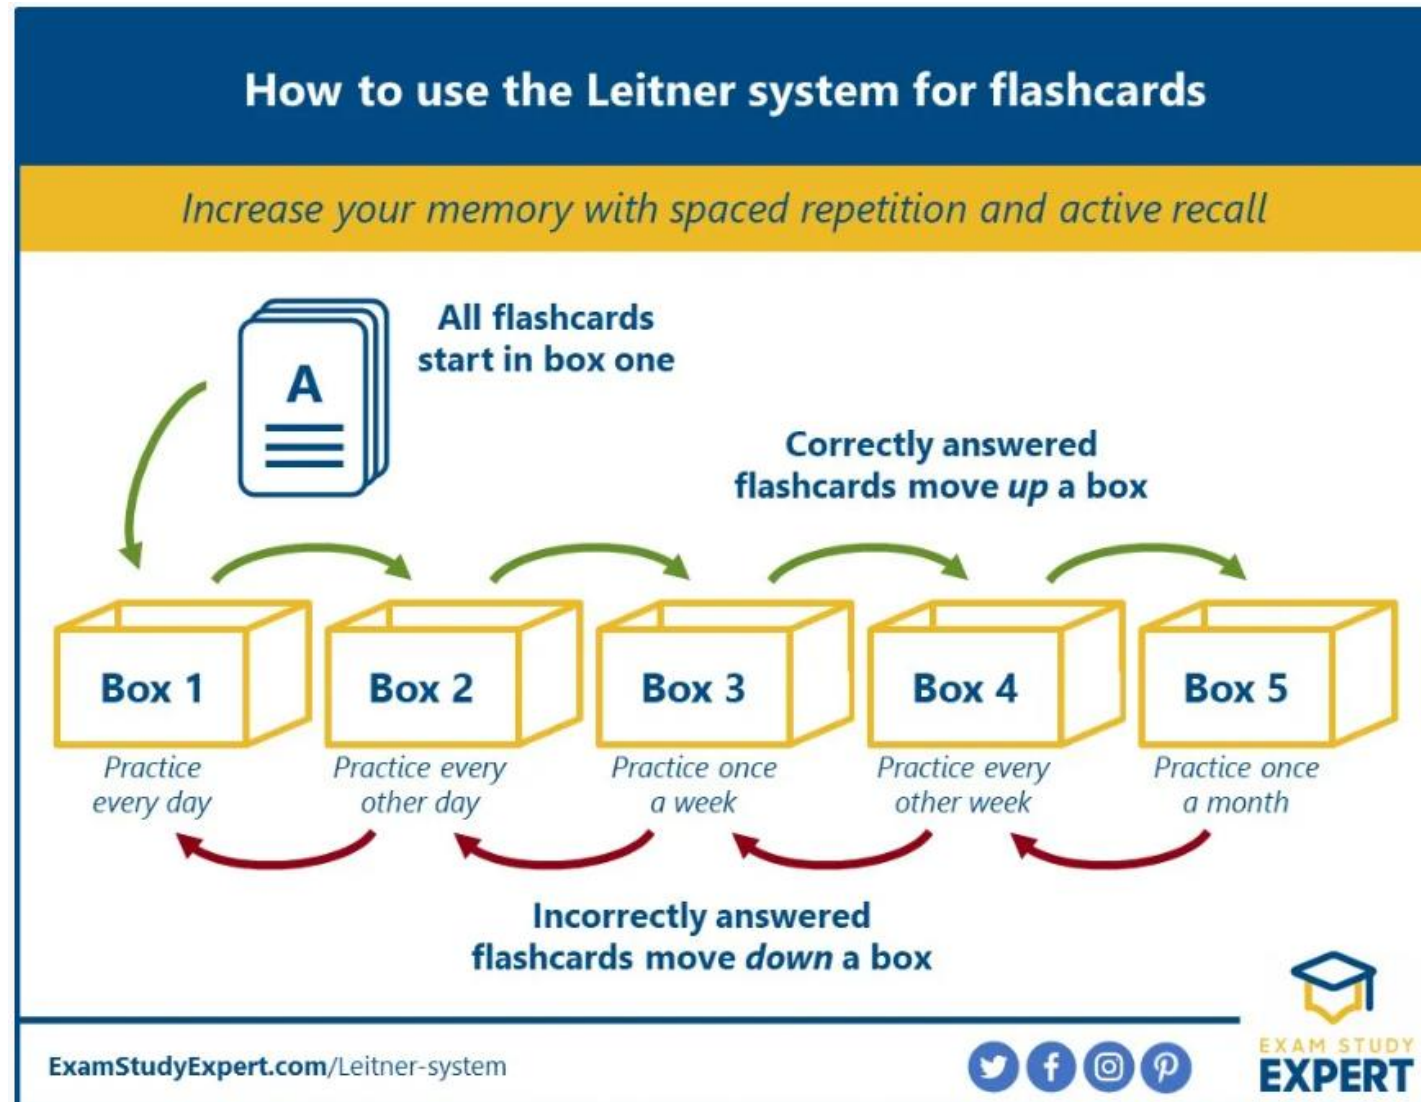 How to use the Leitner system for flashcards
Increase your memory with spaced repetition and active recall
All flashcards
start in box one
A
Correctly answered
flashcards move up a box
Box 1
Box 2
Box 3
Box 4
Box 5
Practice
every day
Practice every
other day
Practice once
a week
Practice every
other week
Practice once
a month
Incorrectly answered
flashcards move down a box
ExamStudyExpert.com/Leitner-system
EXAM STUDY
EXPERT